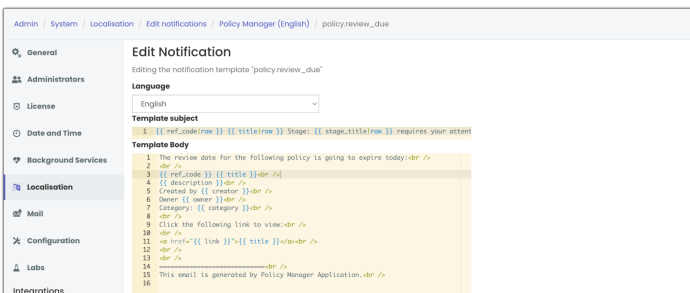 Admin / System / Localisation / Edit notifications / Policy Manager (English) / policy.review_due
General
Administrators
License
Date and Time
Background Services
Localisation
Mail
Configuration
Labs
Integrations
Edit Notification
Editing the notification template "policy.review_due"
Language
English
Template subject
1 {{ ref_code|raw }} {{ title|raw }} Stage: {{ stage_title|raw }} requires your attent
Template Body
1 The review date for the following policy is going to expire today:<br />
2 <br />
3 {{ ref_code }} {{ title }}<br />
4 {{ description }}<br />
5 Created by {{ creator }}<br />
6 Owner {{ owner }}<br />
7 Category: {{ category }}<br />
8 <br />
9 Click the following link to view:<br />
10 <br />
11 <a href="{{ link }}">{{ title }}</a><br />
12 <br />
13 <br />
14 ============================<br />
15 This email is generated by Policy Manager Application.<br />
16